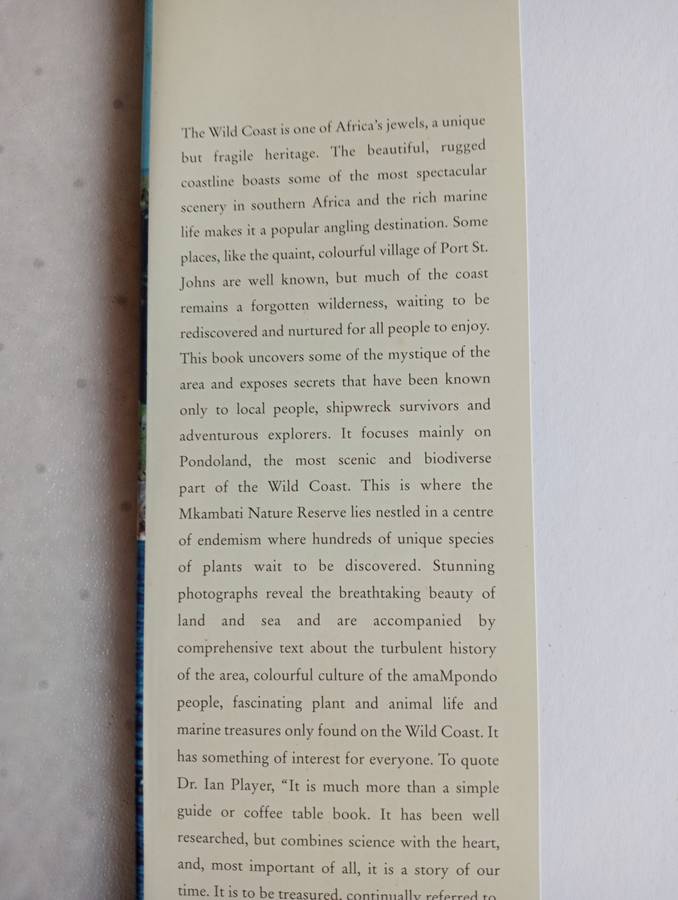 The Wild Coast is one of Africa's jewels, a unique
but fragile heritage. The beautiful, rugged
coastline boasts some of the most spectacular
scenery in southern Africa and the rich marine
life makes it a popular angling destination. Some
places, like the quaint, colourful village of Port St.
Johns are well known, but much of the coast
remains a forgotten wilderness, waiting to be
rediscovered and nurtured for all people to enjoy.
This book uncovers some of the mystique of the
area and exposes secrets that have been known
only to local people, shipwreck survivors and
adventurous explorers. It focuses mainly on
Pondoland, the most scenic and biodiverse
part of the Wild Coast. This is where the
Mkambati Nature Reserve lies nestled in a centre
of endemism where hundreds of unique species
of plants wait to be discovered. Stunning
photographs reveal the breathtaking beauty of
land and sea and are accompanied by
comprehensive text about the turbulent history
of the area, colourful culture of the amaMpondo
people, fascinating plant and animal life and
marine treasures only found on the Wild Coast. It
has something of interest for everyone. To quote
Dr. Ian Player, "It is much more than a simple
guide or coffee table book. It has been well
researched, but combines science with the heart,
and, most important of all, it is a story of our
time. It is to be treasured, continually referred to